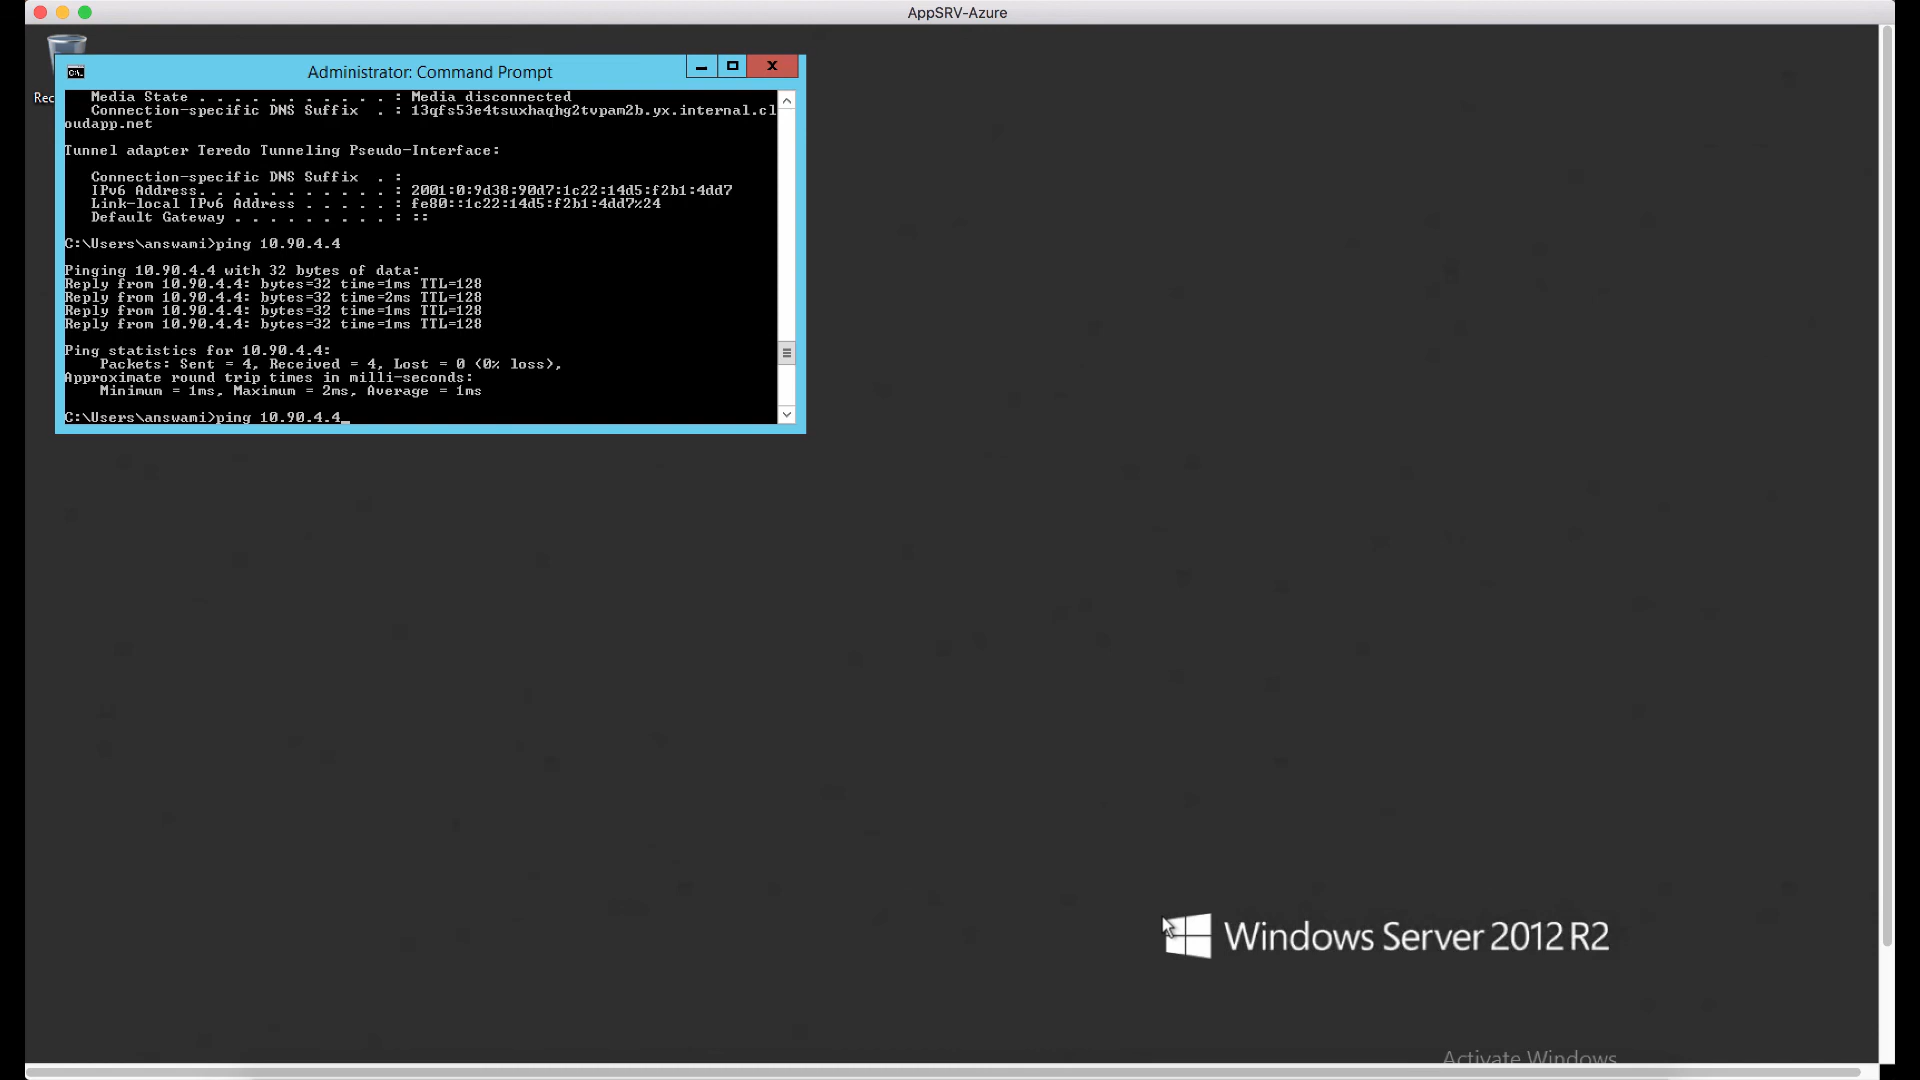 AppSRV-Azure
Rec
Administrator: Command Prompt
Media State . . . . . . . . . . . : Media disconnected
Connection-specific DNS Suffix  . : 13qfs53e4tsuxhaqhg2tvpam2b.yx.internal.cl
oudapp.net
Tunnel adapter Teredo Tunneling Pseudo-Interface:
Connection-specific DNS Suffix  . :
IPv6 Address. . . . . . . . . . . : 2001:0:9d38:90d7:1c22:14d5:f2b1:4dd7
Link-local IPv6 Address . . . . . : fe80::1c22:14d5:f2b1:4dd7%24
Default Gateway . . . . . . . . . : ::
C:\Users\answami>ping 10.90.4.4
Pinging 10.90.4.4 with 32 bytes of data:
Reply from 10.90.4.4: bytes=32 time=1ms TTL=128
Reply from 10.90.4.4: bytes=32 time=2ms TTL=128
Reply from 10.90.4.4: bytes=32 time=1ms TTL=128
Reply from 10.90.4.4: bytes=32 time=1ms TTL=128
Ping statistics for 10.90.4.4:
Packets: Sent = 4, Received = 4, Lost = 0 (0% loss),
Approximate round trip times in milli-seconds:
Minimum = 1ms, Maximum = 2ms, Average = 1ms
C:\Users\answami>ping 10.90.4.4_
Windows Server 2012 R2
Activate Windows